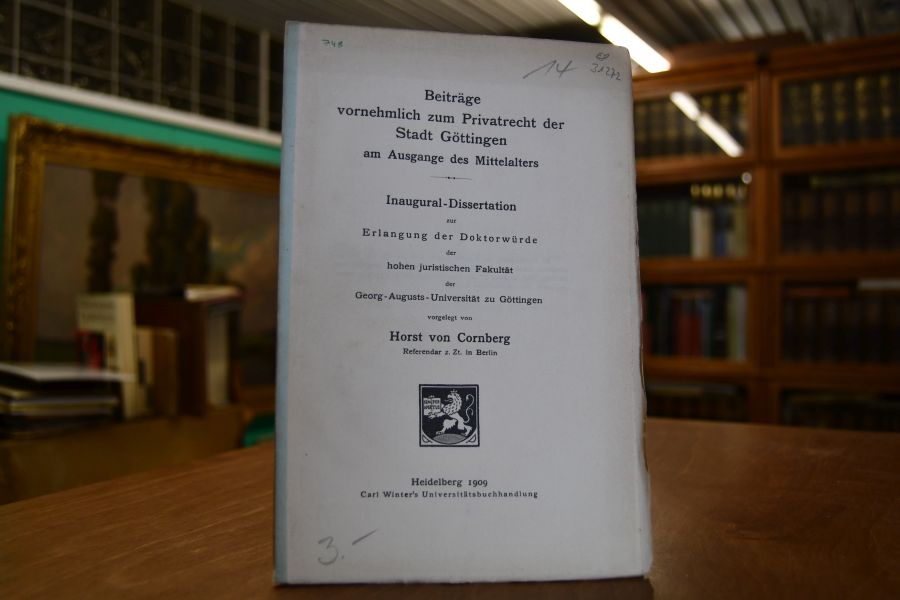 748
14
31272
Beiträge
vornehmlich zum Privatrecht der
Stadt Göttingen
am Ausgange des Mittelalters
Inaugural-Dissertation
zur
Erlangung der Doktorwürde
der
hohen juristischen Fakultät
der
Georg-Augusts-Universität zu Göttingen
vorgelegt von
Horst von Cornberg
Referendar z. Zt. in Berlin
Heidelberg 1909
Carl Winter's Universitätsbuchhandlung
3.-